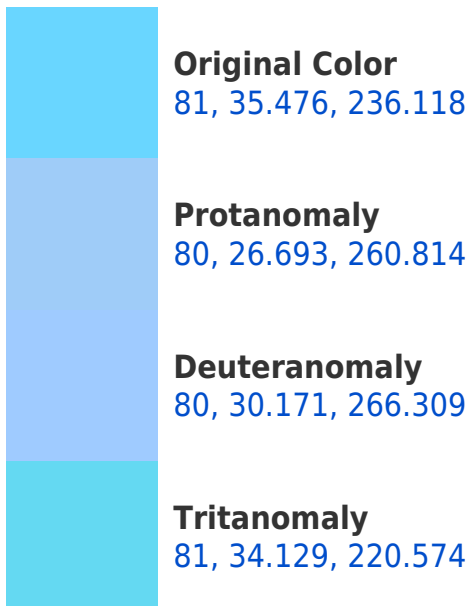 Original Color
81, 35.476, 236.118
Protanomaly
80, 26.693, 260.814
Deuteranomaly
80, 30.171, 266.309
Tritanomaly
81, 34.129, 220.574